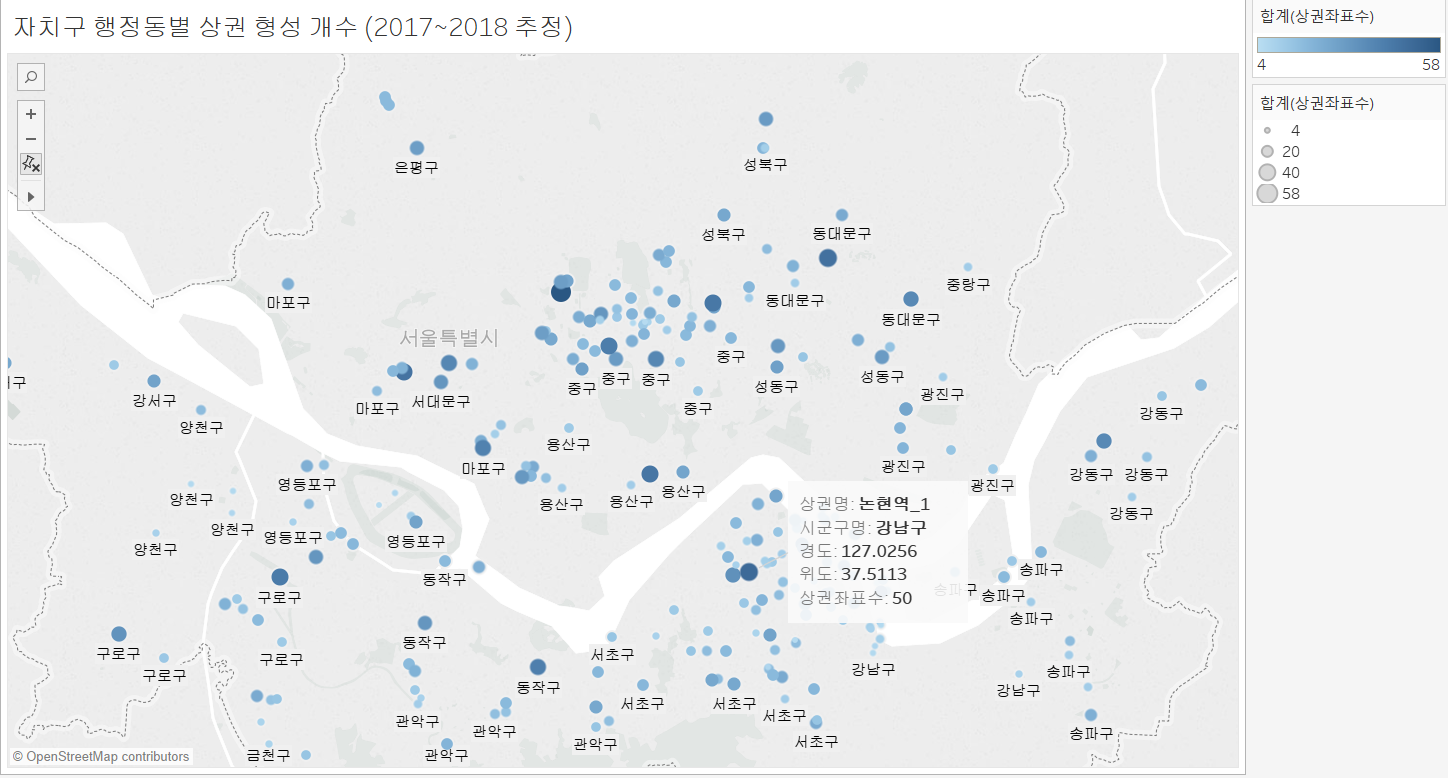 자치구 행정동별 상권 형성 개수 (2017~2018 추정)
합계(상권좌표수)
4 58
합계(상권좌표수)
4
20
40
58
은평구
성북구
성북구
동대문구
중랑구
마포구
동대문구
동대문구
서울특별시
중구
중구 중구
성동구
성동구
중구
광진구
서대문구
강서구
마포구
중구
강동구
양천구
용산구
마포구
광진구
강동구 강동구
영등포구
용산구
용산구
광진구
양천구
용산구
강동구
양천구
영등포구
영등포구
양천구
상권명: 논현역_1
시군구명: 강남구
경도: 127.0256
위도: 37.5113
상권좌표수: 50
송파구
동작구
송파구
구로구
송파구
동작구
구로구
구로구
구로구
서초구
강남구
송파구
동작구
강남구
서초구
서초구
서초구
관악구
관악구
송파구
서초구
관악구
금천구
관악구
© OpenStreetMap contributors